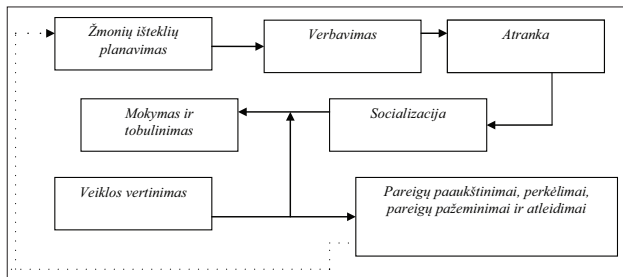 Žmonių išteklių
planavimas
Verbavimas
Atranka
Mokymas ir
tobulinimas
Socializacija
Veiklos vertinimas
Pareigų paaukštinimai, perkėlimai,
pareigų pažeminimai ir atleidimai